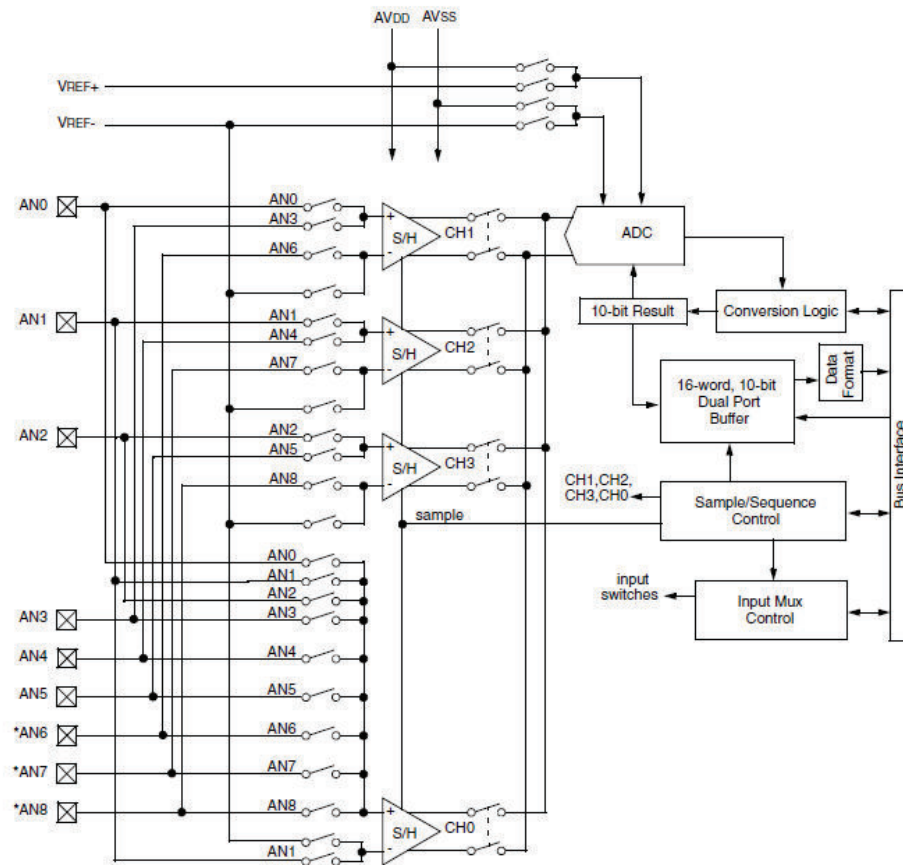 AVDD AVSS
VREF+
VREF-
AN0
AN0
AN3
AN6
+
-
S/H
CH1
ADC
AN1
AN1
AN4
AN7
+
-
S/H
CH2
10-bit Result
Conversion Logic
16-word, 10-bit
Dual Port
Buffer
Data
Format
Bus Interface
AN2
AN2
AN5
AN8
+
-
S/H
CH3
CH1,CH2,
CH3,CH0
sample
Sample/Sequence
Control
input
switches
Input Mux
Control
AN0
AN1
AN2
AN3
AN3
AN4
AN4
AN5
AN5
*AN6
AN6
*AN7
AN7
*AN8
AN8
AN1
+
-
S/H
CH0